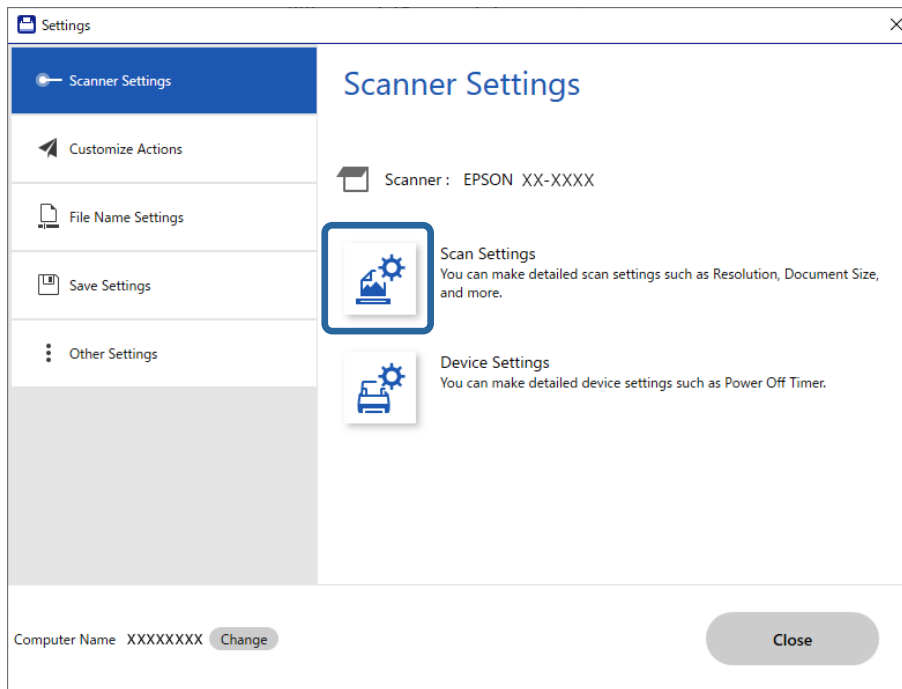 Settings
Scanner Settings
Customize Actions
File Name Settings
Save Settings
Other Settings
Scanner Settings
Scanner : EPSON XX-XXXX
Scan Settings
You can make detailed scan settings such as Resolution, Document Size,
and more.
Device Settings
You can make detailed device settings such as Power Off Timer.
Computer Name XXXXXXXX Change
Close